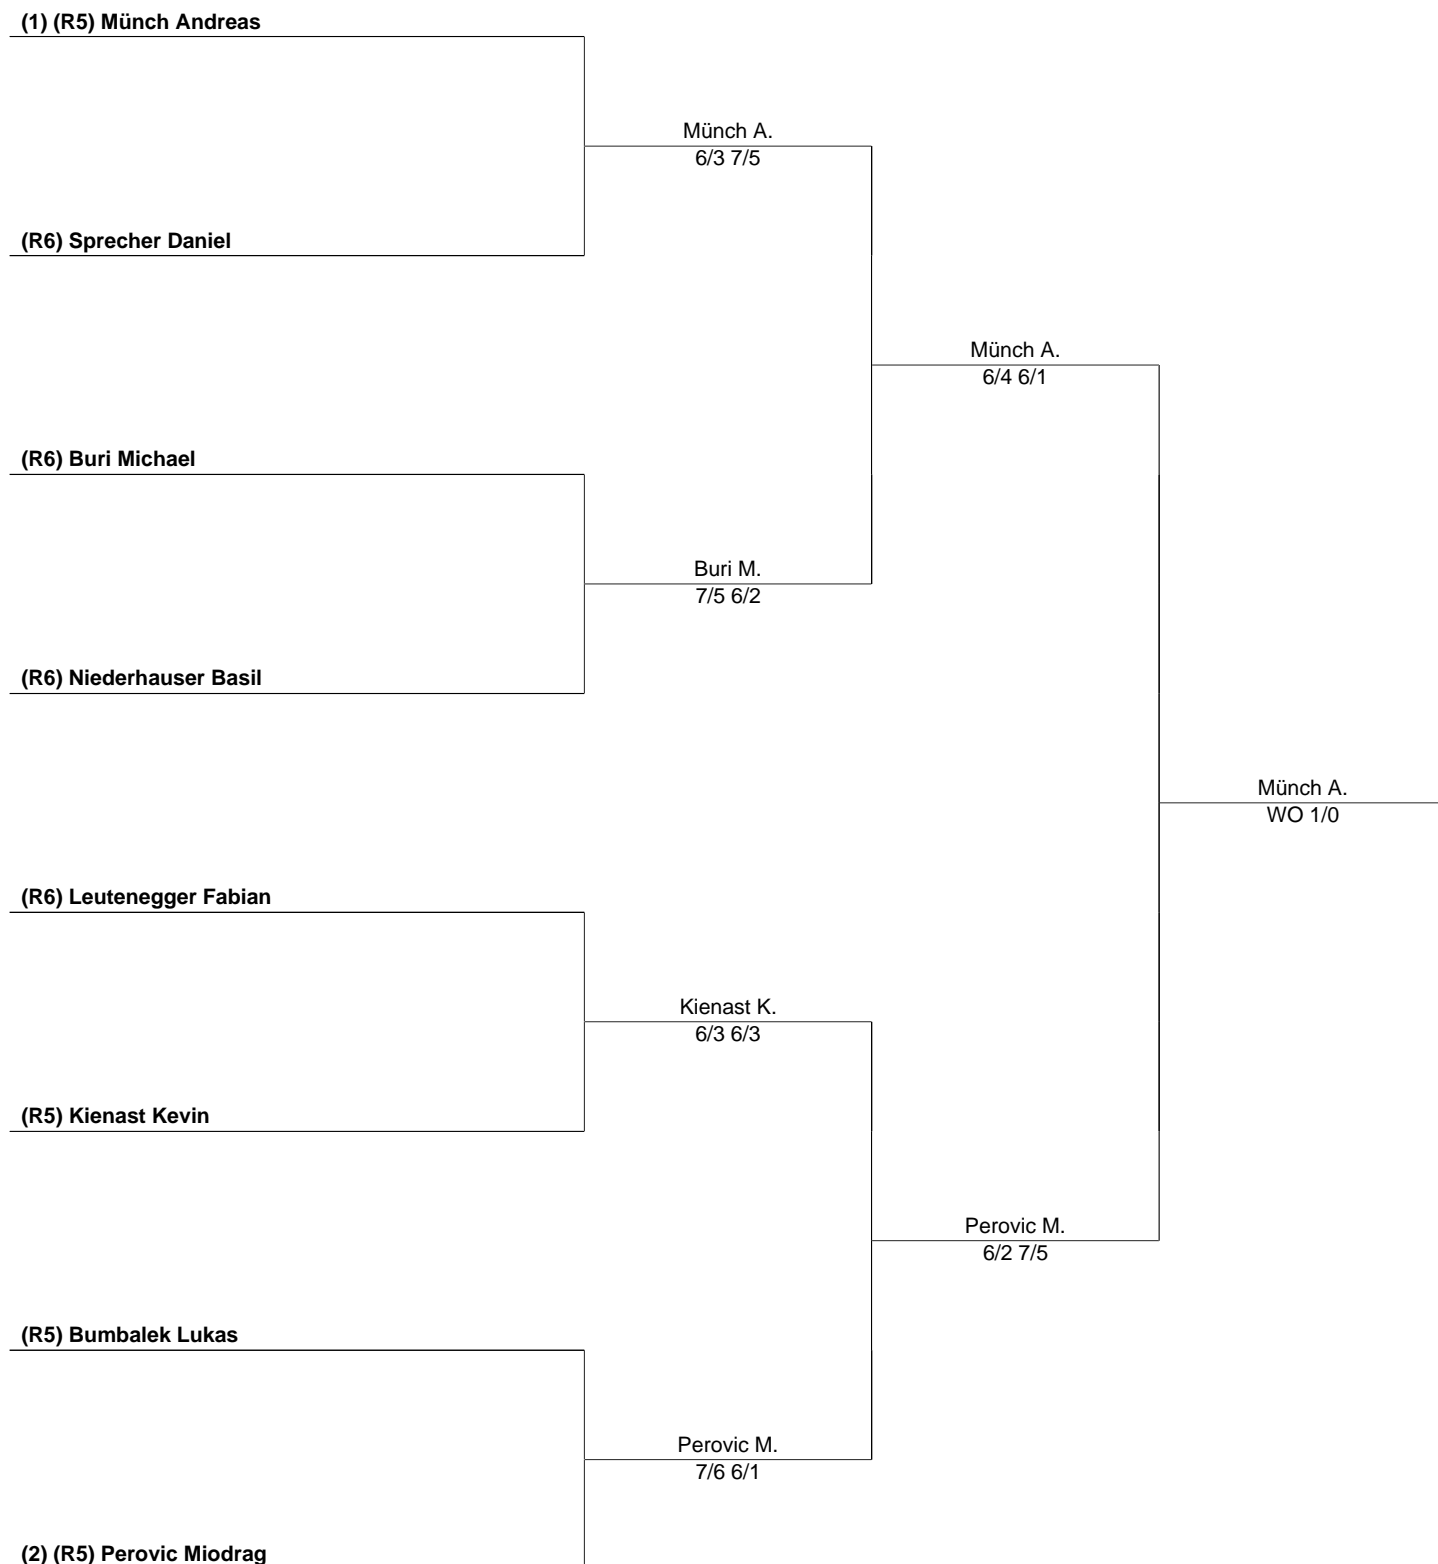 (1) (R5) Münch Andreas
Münch A.
6/3 7/5
(R6) Sprecher Daniel
Münch A.
6/4 6/1
(R6) Buri Michael
Buri M.
7/5 6/2
(R6) Niederhauser Basil
Münch A.
WO 1/0
(R6) Leutenegger Fabian
Kienast K.
6/3 6/3
(R5) Kienast Kevin
Perovic M.
6/2 7/5
(R5) Bumbalek Lukas
Perovic M.
7/6 6/1
(2) (R5) Perovic Miodrag